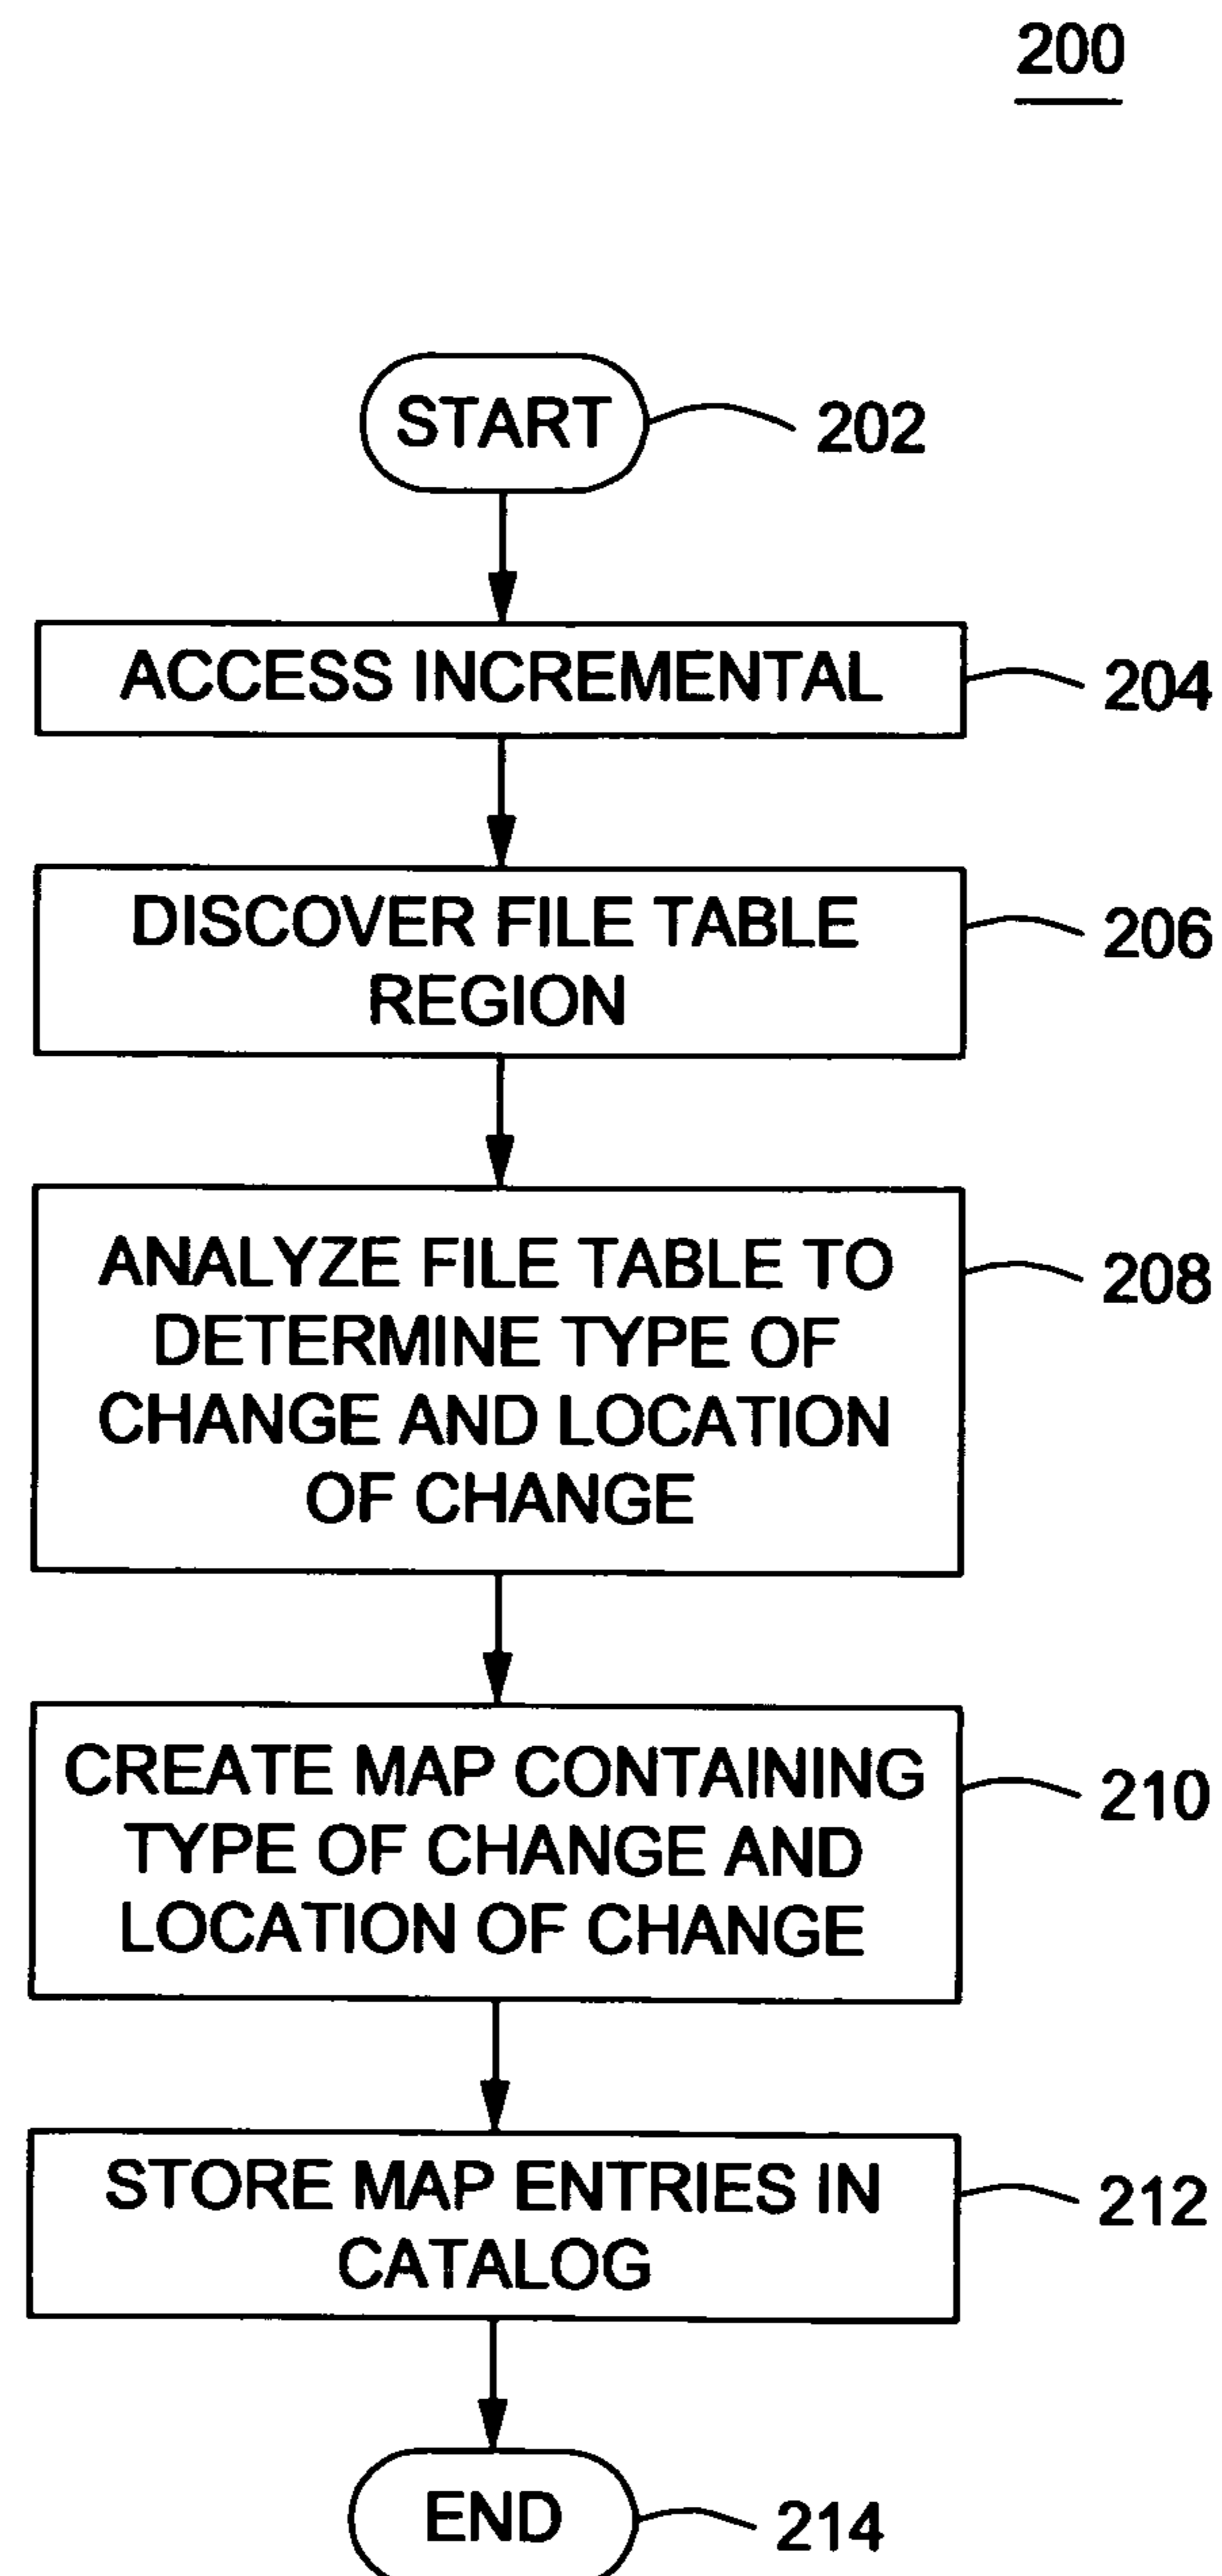 200
START
202
ACCESS INCREMENTAL
204
DISCOVER FILE TABLE
REGION
206
ANALYZE FILE TABLE TO
DETERMINE TYPE OF
CHANGE AND LOCATION
OF CHANGE
208
CREATE MAP CONTAINING
TYPE OF CHANGE AND
LOCATION OF CHANGE
210
STORE MAP ENTRIES IN
CATALOG
212
END
214